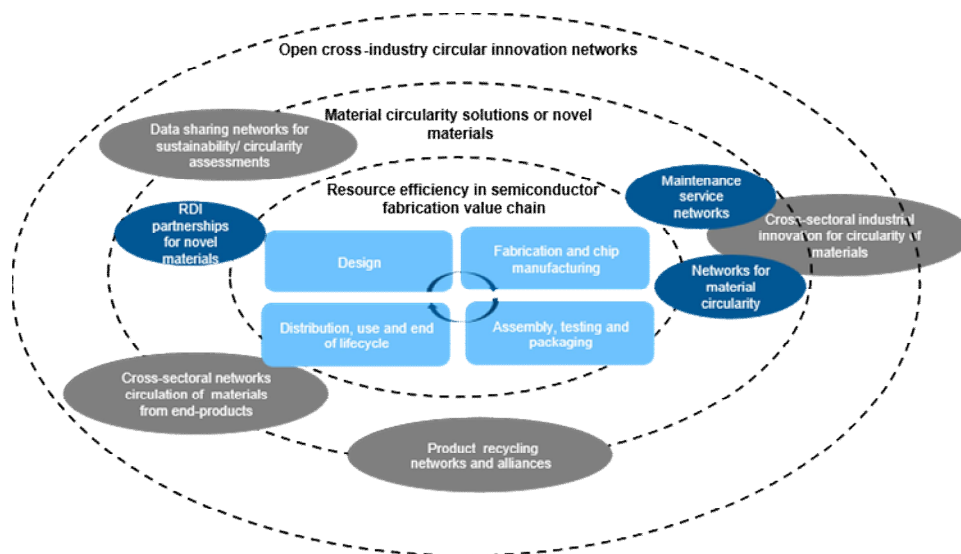 Open cross-industry circular innovation networks
Material circularity solutions or novel
materials
Data sharing networks for
sustainability/ circularity
assessments
Resource efficiency in semiconductor
fabrication value chain
Maintenance
service
networks
RDI
partnerships
for novel
materials
Cross-sectoral industrial
innovation for circularity of
materials
Design
Fabrication and chip
manufacturing
Networks for
material
circularity
Distribution, use and end
of lifecycle
Assembly, testing and
packaging
Cross-sectoral networks
circulation of materials
from end-products
Product recycling
networks and alliances